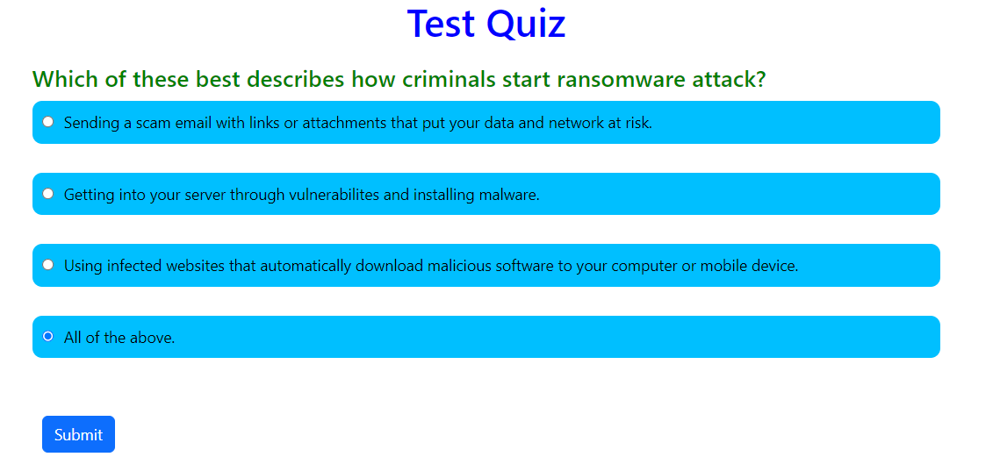 Test Quiz
Which of these best describes how criminals start ransomware attack?
Sending a scam email with links or attachments that put your data and network at risk.
Getting into your server through vulnerabilites and installing malware.
Using infected websites that automatically download malicious software to your computer or mobile device.
All of the above.
Submit